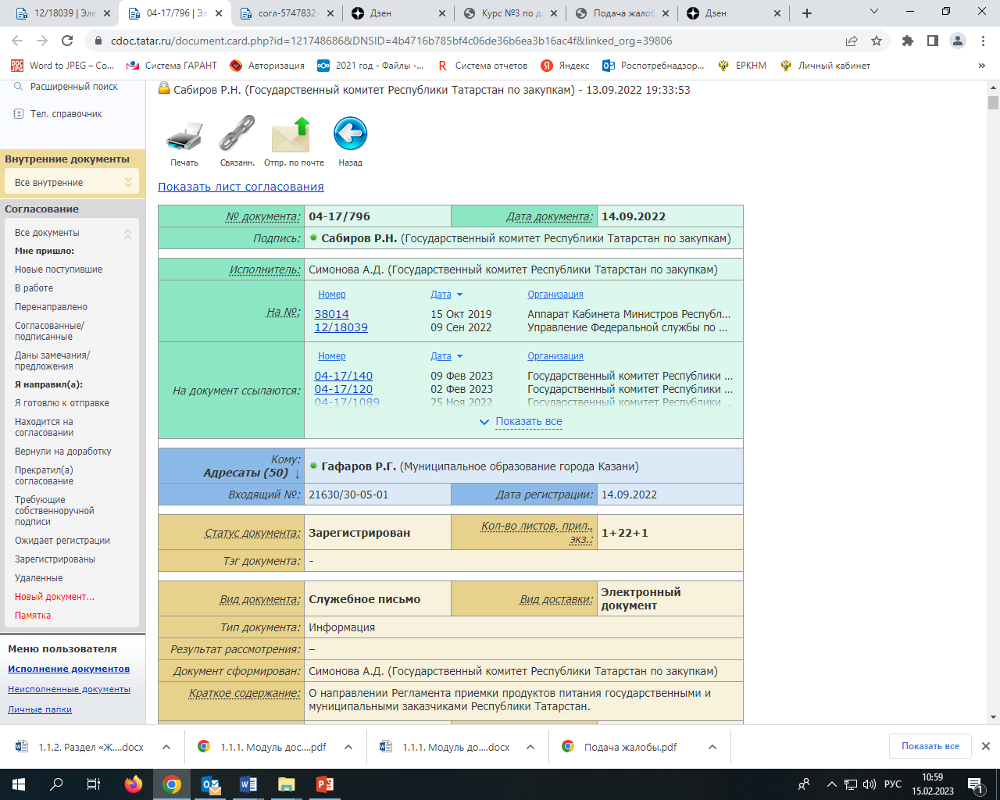 12/18039 | Эле
04-17/796 | Эл
согл-5747832-
Дзен
Курс №3 по д
Подача жалоб
Дзен
cdoc.tatar.ru/document.card.php?id=121748686&DNSID=4b4716b785bf4c06de36b6ea3b16ac4f&linked_org=39806
Word to JPEG – Co...
Система ГАРАНТ
Авторизация
2021 год - Файлы -...
Система отчетов
Яндекс
Роспотребнадзор...
ЕРКНМ
Личный кабинет
»
Расширенный поиск
Тел. справочник
Внутренние документы
Все внутренние
Согласование
Все документы
Мне пришло:
Новые поступившие
В работе
Перенаправлено
Согласованные/
подписанные
Даны замечания/
предложения
Я направил(а):
Я готовлю к отправке
Находится на
согласовании
Вернули на доработку
Прекратил(а)
согласование
Требующие
собственноручной
подписи
Ожидает регистрации
Зарегистрированы
Удаленные
Новый документ...
Памятка
Меню пользователя
Исполнение документов
Неисполненные документы
Личные папки
Сабиров Р.Н. (Государственный комитет Республики Татарстан по закупкам) - 13.09.2022 19:33:53
Печать Связанн. Отпр. по почте Назад
Показать лист согласования
№ документа: 04-17/796 Дата документа: 14.09.2022
Подпись: Сабиров Р.Н. (Государственный комитет Республики Татарстан по закупкам)
Исполнитель: Симонова А.Д. (Государственный комитет Республики Татарстан по закупкам)
На №:
Номер Дата Организация
38014 15 Окт 2019 Аппарат Кабинета Министров Республ...
12/18039 09 Сен 2022 Управление Федеральной службы по ...
На документ ссылаются:
Номер Дата Организация
04-17/140 09 Фев 2023 Государственный комитет Республики ...
04-17/120 02 Фев 2023 Государственный комитет Республики ...
04-17/1089 25 Ноя 2022 Государственный комитет Республики ...
Показать все
Кому:
Адресаты (50) ↓ Гафаров Р.Г. (Муниципальное образование города Казани)
Входящий №: 21630/30-05-01 Дата регистрации: 14.09.2022
Статус документа: Зарегистрирован Кол-во листов, прил., экз.: 1+22+1
Тэг документа: -
Вид документа: Служебное письмо Вид доставки: Электронный документ
Тип документа: Информация
Результат рассмотрения: –
Документ сформирован: Симонова А.Д. (Государственный комитет Республики Татарстан по закупкам)
Краткое содержание: О направлении Регламента приемки продуктов питания государственными и
муниципальными заказчиками Республики Татарстан.
1.1.2. Раздел «Ж....docx
1.1.1. Модуль дос....pdf
1.1.1. Модуль до....docx
Подача жалобы.pdf
Показать все
РУС
10:59
15.02.2023
1